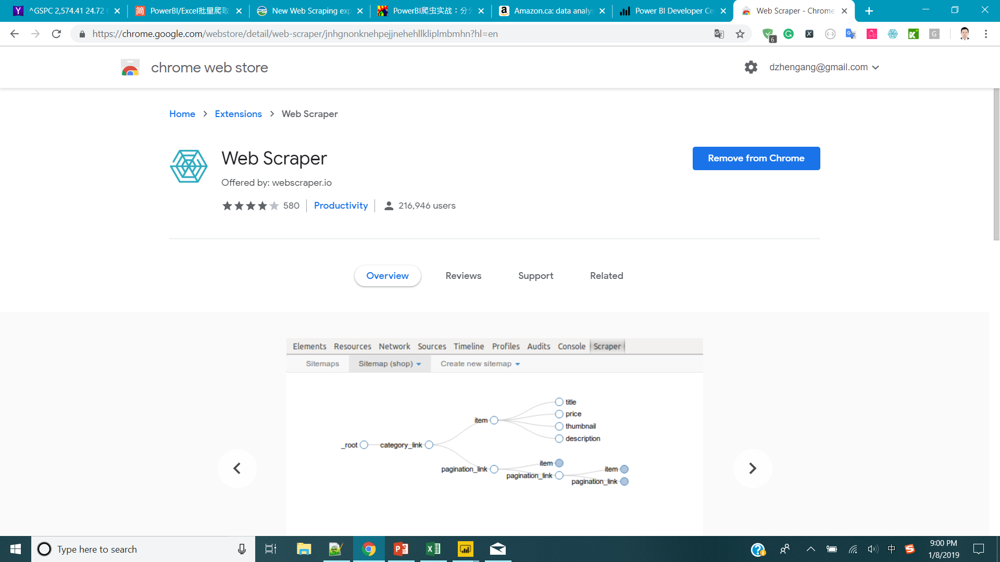 ^GSPC 2,574.41 24.72
PowerBI/Excel批量爬取
New Web Scraping exp
PowerBI爬虫实战：分分
Amazon.ca: data analys
Power BI Developer Ce
Web Scraper - Chrome
https://chrome.google.com/webstore/detail/web-scraper/jnhgnonknehpejjnehehllkliplmbmhn?hl=en
6
chrome web store
dzhengang@gmail.com
Home > Extensions > Web Scraper
Web Scraper
Remove from Chrome
Offered by: webscraper.io
580 Productivity 216,946 users
Overview Reviews Support Related
Elements Resources Network Sources Timeline Profiles Audits Console Scraper
Sitemaps Sitemap (shop) Create new sitemap
title
price
item
thumbnail
description
_root category_link
item
pagination_link
pagination_link
item
pagination_link
Type here to search
中
9:00 PM
1/8/2019